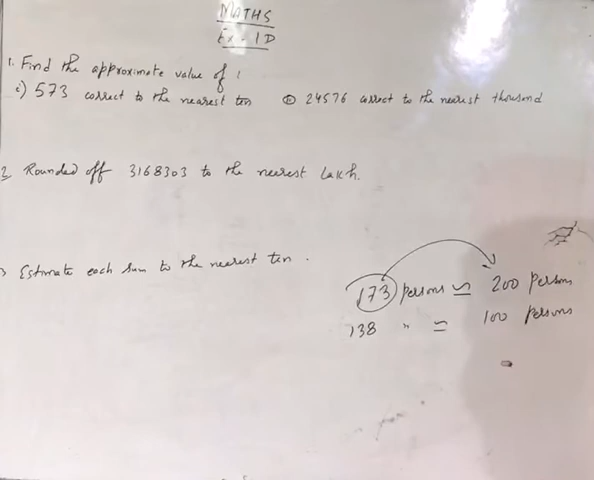 MATHS
Ex - 1D
1. Find the approximate value of :
i) 573 correct to the nearest ten ii) 24576 correct to the nearest thousand
2. Rounded off 3168303 to the nearest Lakh.
3 Estimate each sum to the nearest ten.
173 persons ≃ 200 persons
138 " ≃ 100 persons